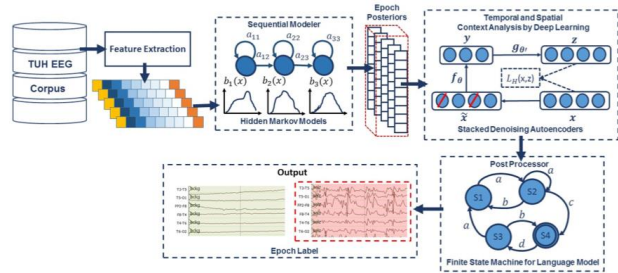 TUH EEG
Corpus
Feature Extraction
Sequential Modeler
a11 a22 a33
a12 a23
b1(x) b2(x) b3(x)
Hidden Markov Models
Epoch
Posteriors
Temporal and Spatial
Context Analysis by Deep Learning
y gθ′ z
fθ LH(x,z)
x̃ x
Stacked Denoising Autoencoders
Post Processor
S1 a S2 a
b c
a S3 b S4
d
Finite State Machine for Language Model
Output
Epoch Label